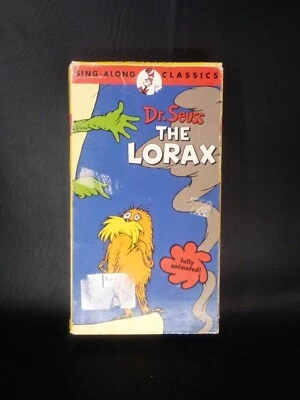 SING-ALONG CLASSICS
Dr. Seuss
THE
LORAX
fully
animated!